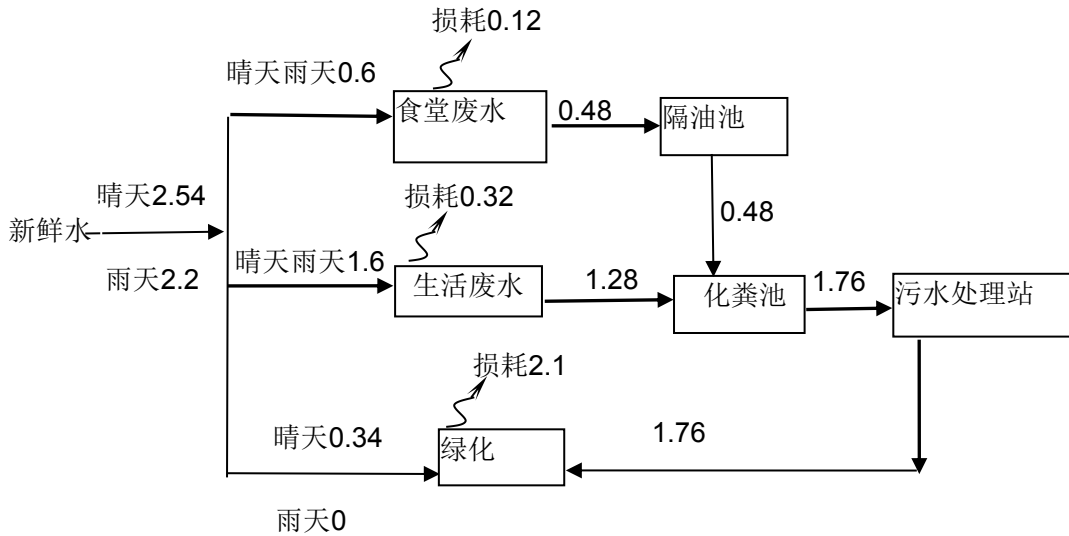 损耗0.12
晴天雨天0.6
食堂废水
0.48
隔油池
晴天2.54
损耗0.32
0.48
新鲜水
雨天2.2
晴天雨天1.6
生活废水
1.28
化粪池
1.76
污水处理站
损耗2.1
晴天0.34
绿化
1.76
雨天0